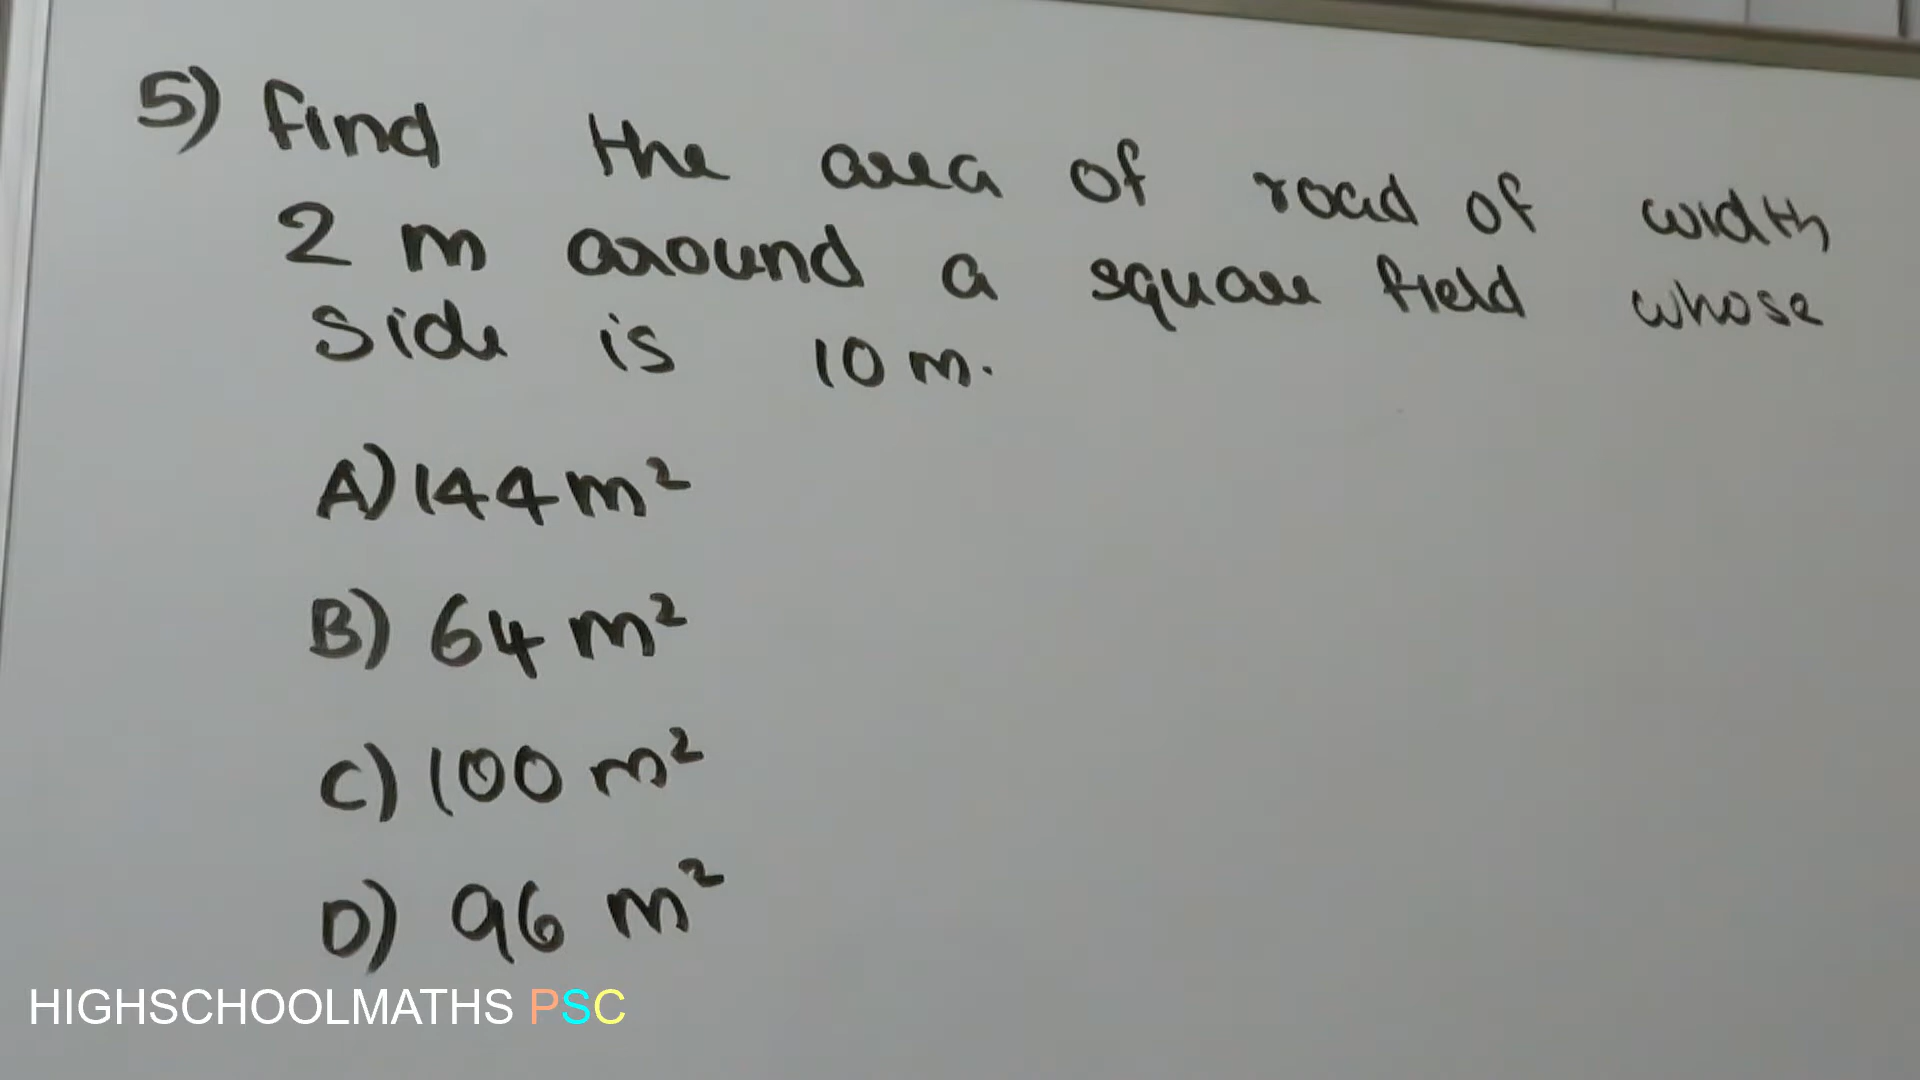 5) Find the area of road of width
2 m around a square field whose
side is 10 m.
A) 144 m²
B) 64 m²
C) 100 m²
D) 96 m²
HIGHSCHOOLMATHS PSC